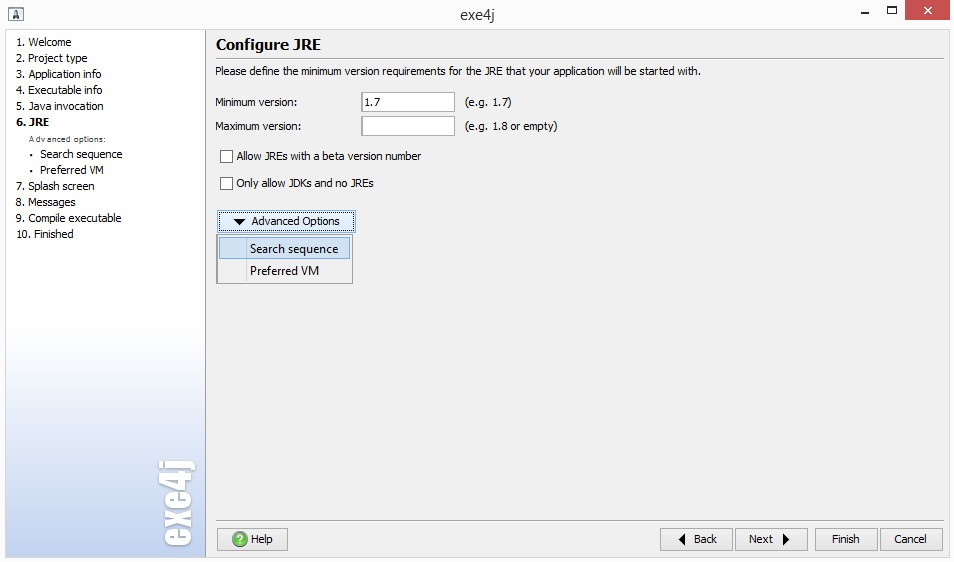 exe4j
1. Welcome
2. Project type
3. Application info
4. Executable info
5. Java invocation
6. JRE
Advanced options:
• Search sequence
• Preferred VM
7. Splash screen
8. Messages
9. Compile executable
10. Finished
exe4j
Configure JRE
Please define the minimum version requirements for the JRE that your application will be started with.
Minimum version: 1.7 (e.g. 1.7)
Maximum version: (e.g. 1.8 or empty)
Allow JREs with a beta version number
Only allow JDKs and no JREs
Advanced Options
Search sequence
Preferred VM
? Help Back Next Finish Cancel